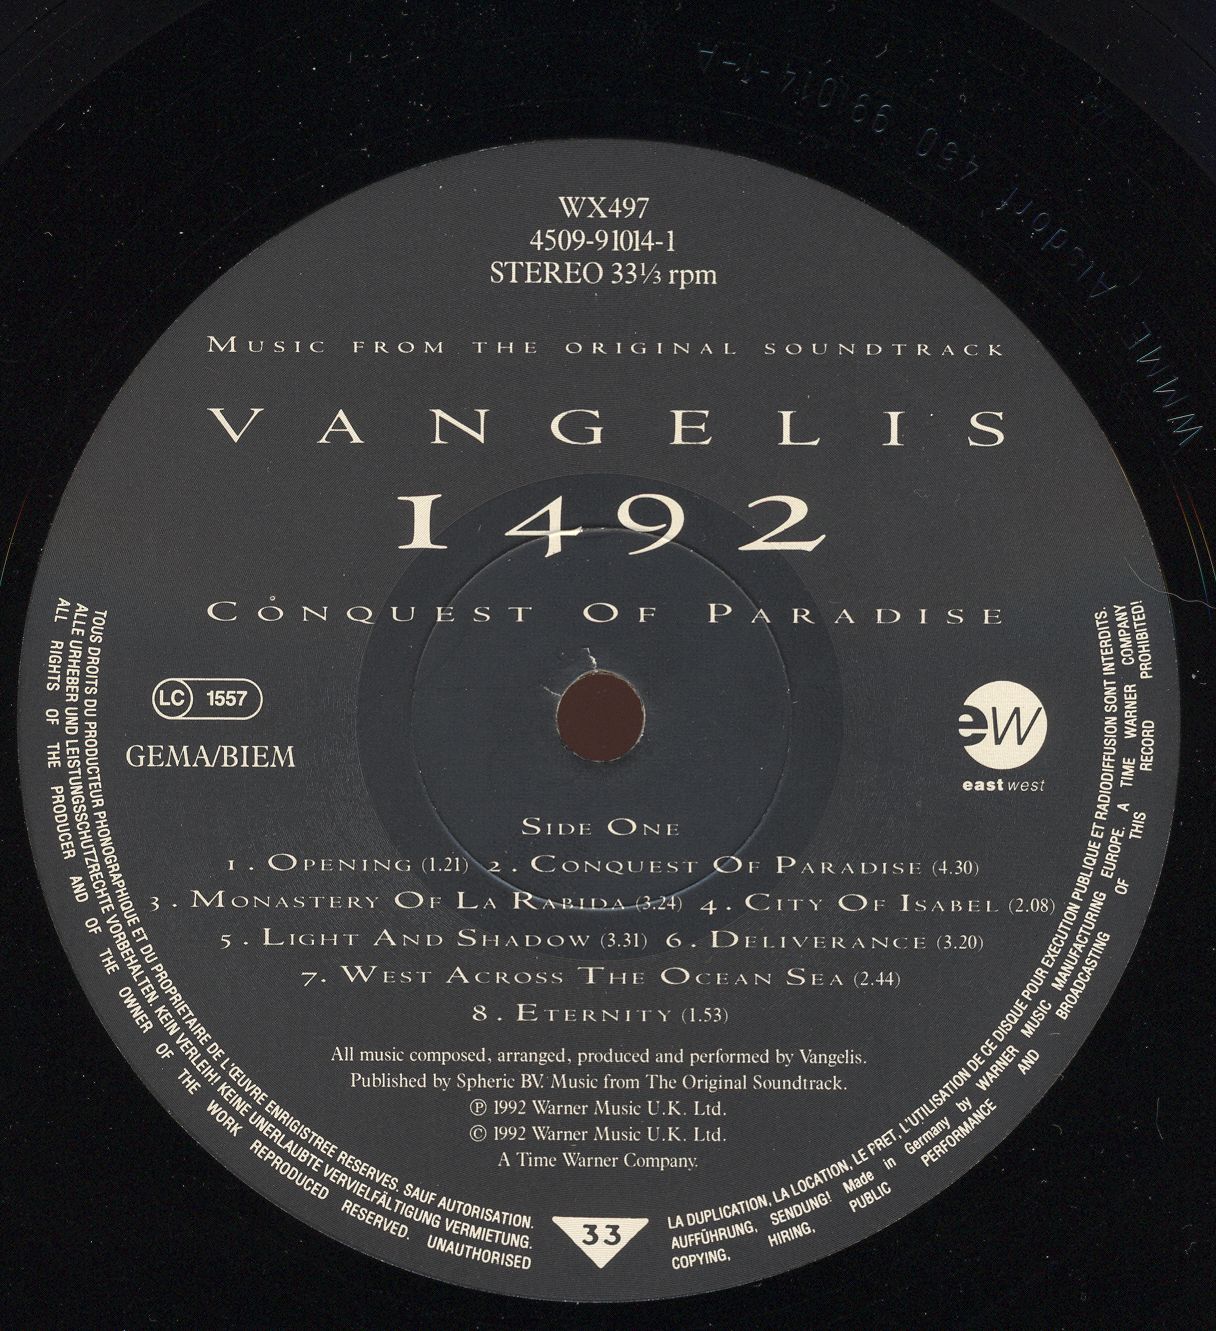 WX497
4509-91014-1
STEREO 33⅓ rpm
MUSIC FROM THE ORIGINAL SOUNDTRACK
VANGELIS
1492
CONQUEST OF PARADISE
LC 1557
GEMA/BIEM
eW
eastwest
SIDE ONE
1. OPENING (1.21) 2. CONQUEST OF PARADISE (4.30)
3. MONASTERY OF LA RABIDA (3.24) 4. CITY OF ISABEL (2.08)
5. LIGHT AND SHADOW (3.31) 6. DELIVERANCE (3.20)
7. WEST ACROSS THE OCEAN SEA (2.44)
8. ETERNITY (1.53)
All music composed, arranged, produced and performed by Vangelis.
Published by Spheric BV. Music from The Original Soundtrack.
℗ 1992 Warner Music U.K. Ltd.
© 1992 Warner Music U.K. Ltd.
A Time Warner Company.
33
TOUS DROITS DU PRODUCTEUR PHONOGRAPHIQUE ET DU PROPRIETAIRE DE L'ŒUVRE ENRIGISTREE RESERVES. SAUF AUTORISATION. LA DUPLICATION, LA LOCATION, LE PRET, L'UTILISATION DE CE DISQUE POUR EXECUTION PUBLIQUE ET RADIODIFFUSION SONT INTERDITS.
ALLE URHEBER UND LEISTUNGSSCHUTZRECHTE VORBEHALTEN. KEIN VERLEIH! KEINE UNERLAUBTE VERVIELFÄLTIGUNG VERMIETUNG. AUFFÜHRUNG, SENDUNG! Made in Germany by WARNER MUSIC MANUFACTURING EUROPE. A TIME WARNER COMPANY
ALL RIGHTS OF THE PRODUCER AND OF THE OWNER OF THE WORK REPRODUCED RESERVED. UNAUTHORISED COPYING, HIRING, PUBLIC PERFORMANCE AND BROADCASTING OF THIS RECORD PROHIBITED!
WMME Alsdorf 450 991014-1-A